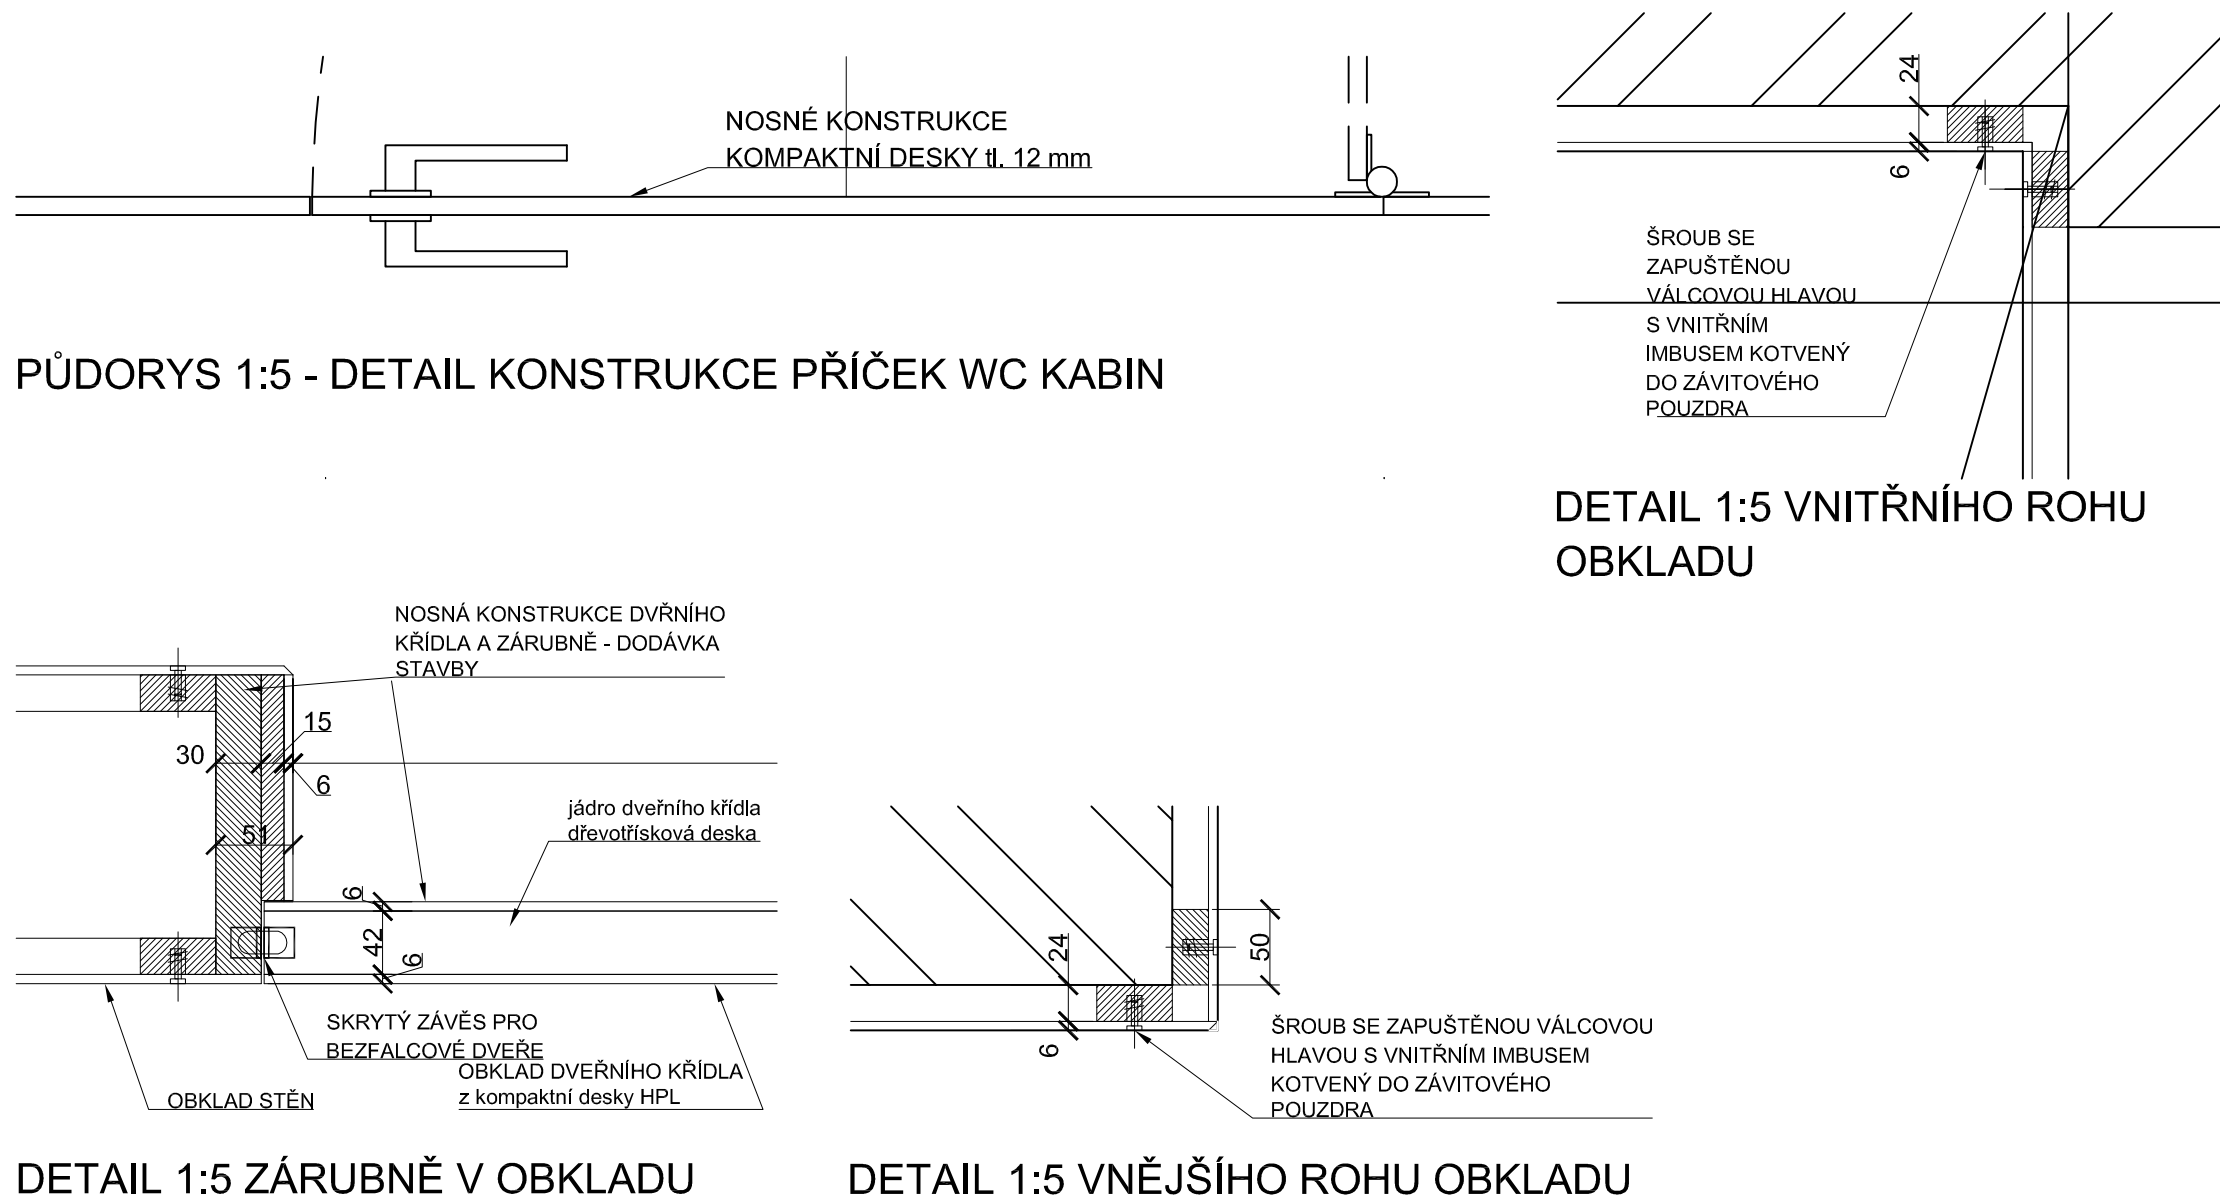 NOSNÉ KONSTRUKCE
KOMPAKTNÍ DESKY tl. 12 mm
PŮDORYS 1:5 - DETAIL KONSTRUKCE PŘÍČEK WC KABIN
24
6
ŠROUB SE
ZAPUŠTĚNOU
VÁLCOVOU HLAVOU
S VNITŘNÍM
IMBUSEM KOTVENÝ
DO ZÁVITOVÉHO
POUZDRA
DETAIL 1:5 VNITŘNÍHO ROHU
OBKLADU
NOSNÁ KONSTRUKCE DVŘNÍHO
KŘÍDLA A ZÁRUBNĚ - DODÁVKA
STAVBY
15
30
6
51
jádro dveřního křídla
dřevotřísková deska
6
42
6
SKRYTÝ ZÁVĚS PRO
BEZFALCOVÉ DVEŘE
OBKLAD DVEŘNÍHO KŘÍDLA
z kompaktní desky HPL
OBKLAD STĚN
DETAIL 1:5 ZÁRUBNĚ V OBKLADU
24
50
6
ŠROUB SE ZAPUŠTĚNOU VÁLCOVOU
HLAVOU S VNITŘNÍM IMBUSEM
KOTVENÝ DO ZÁVITOVÉHO
POUZDRA
DETAIL 1:5 VNĚJŠÍHO ROHU OBKLADU